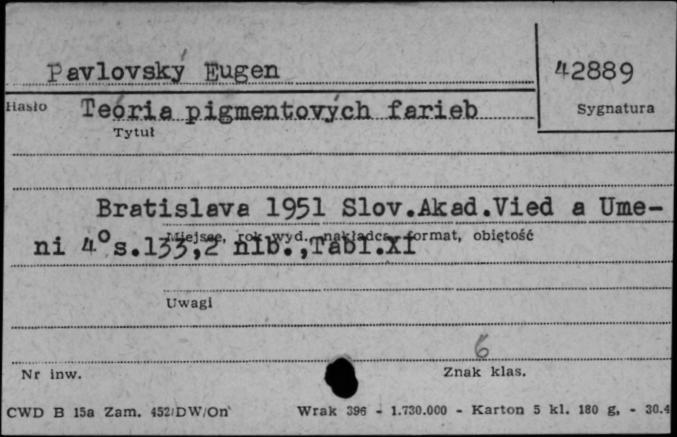 Pavlovský Eugen
42889
Hasło
Teória pigmentových farieb
Sygnatura
Tytuł
Bratislava 1951 Slov.Akad.Vied a Ume-
Miejsce, rok wyd., nakładca, format, objętość
ni 4° s.133,2 nlb.,Tabl.XI
Uwagi
6
Nr inw.
Znak klas.
CWD B 15a Zam. 452/DW/On Wrak 396 - 1.730.000 - Karton 5 kl. 180 g. - 30.4